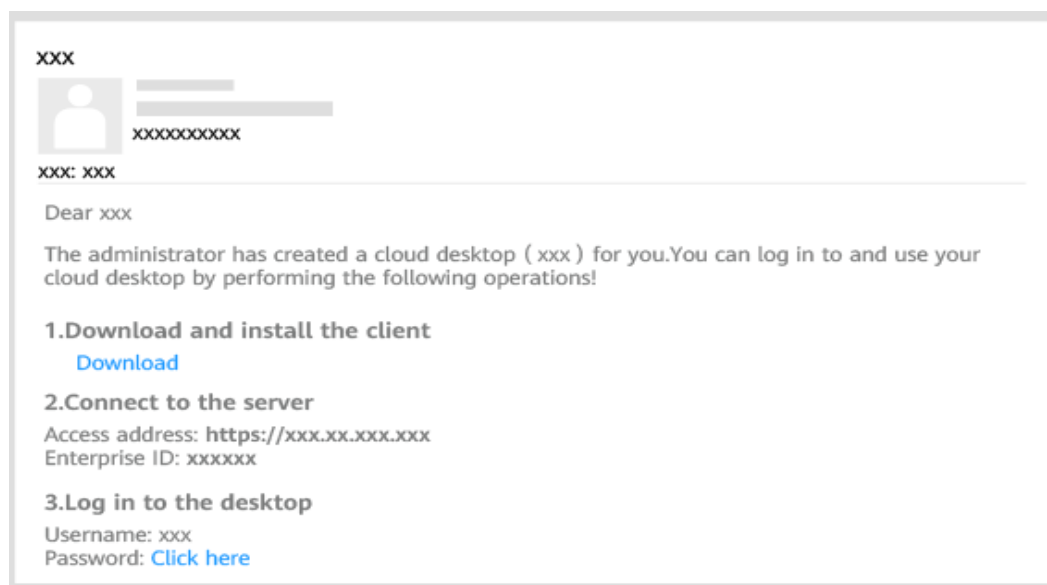 xxx
xxxxxxxxxx
xxx: xxx
Dear xxx
The administrator has created a cloud desktop ( xxx ) for you.You can log in to and use your
cloud desktop by performing the following operations!
1.Download and install the client
Download
2.Connect to the server
Access address: https://xxx.xx.xxx.xxx
Enterprise ID: xxxxxx
3.Log in to the desktop
Username: xxx
Password: Click here